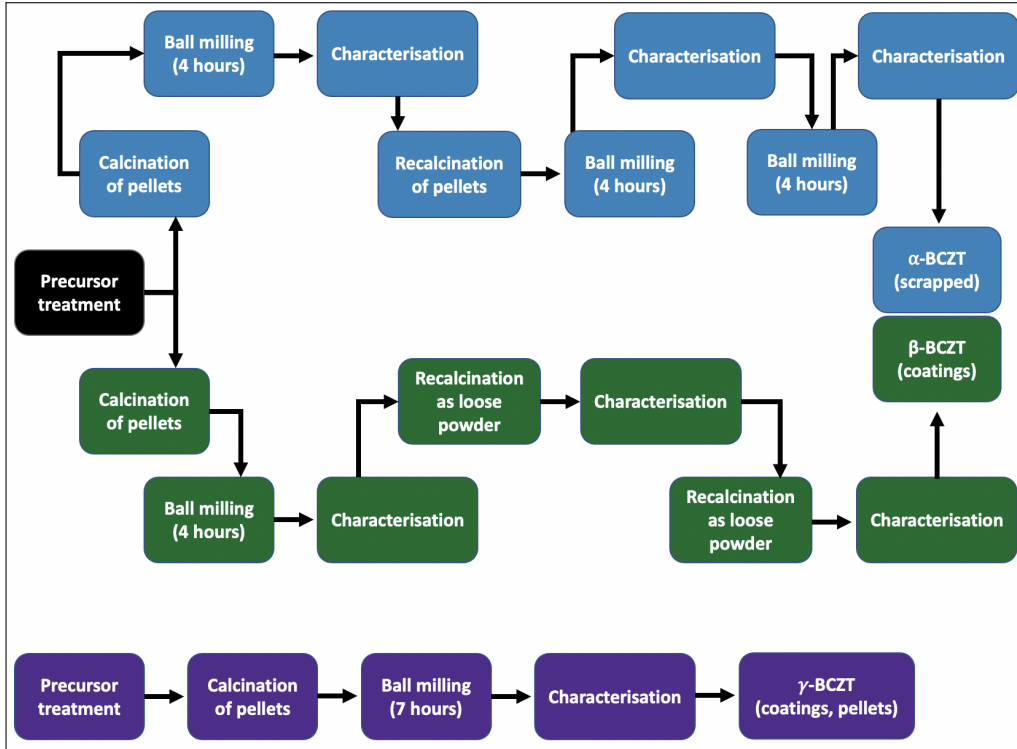 Ball milling
(4 hours)
Characterisation
Characterisation
Characterisation
Calcination
of pellets
Recalcination
of pellets
Ball milling
(4 hours)
Ball milling
(4 hours)
Precursor
treatment
α-BCZT
(scrapped)
β-BCZT
(coatings)
Calcination
of pellets
Recalcination
as loose
powder
Characterisation
Ball milling
(4 hours)
Characterisation
Recalcination
as loose
powder
Characterisation
Precursor
treatment
Calcination
of pellets
Ball milling
(7 hours)
Characterisation
γ-BCZT
(coatings, pellets)